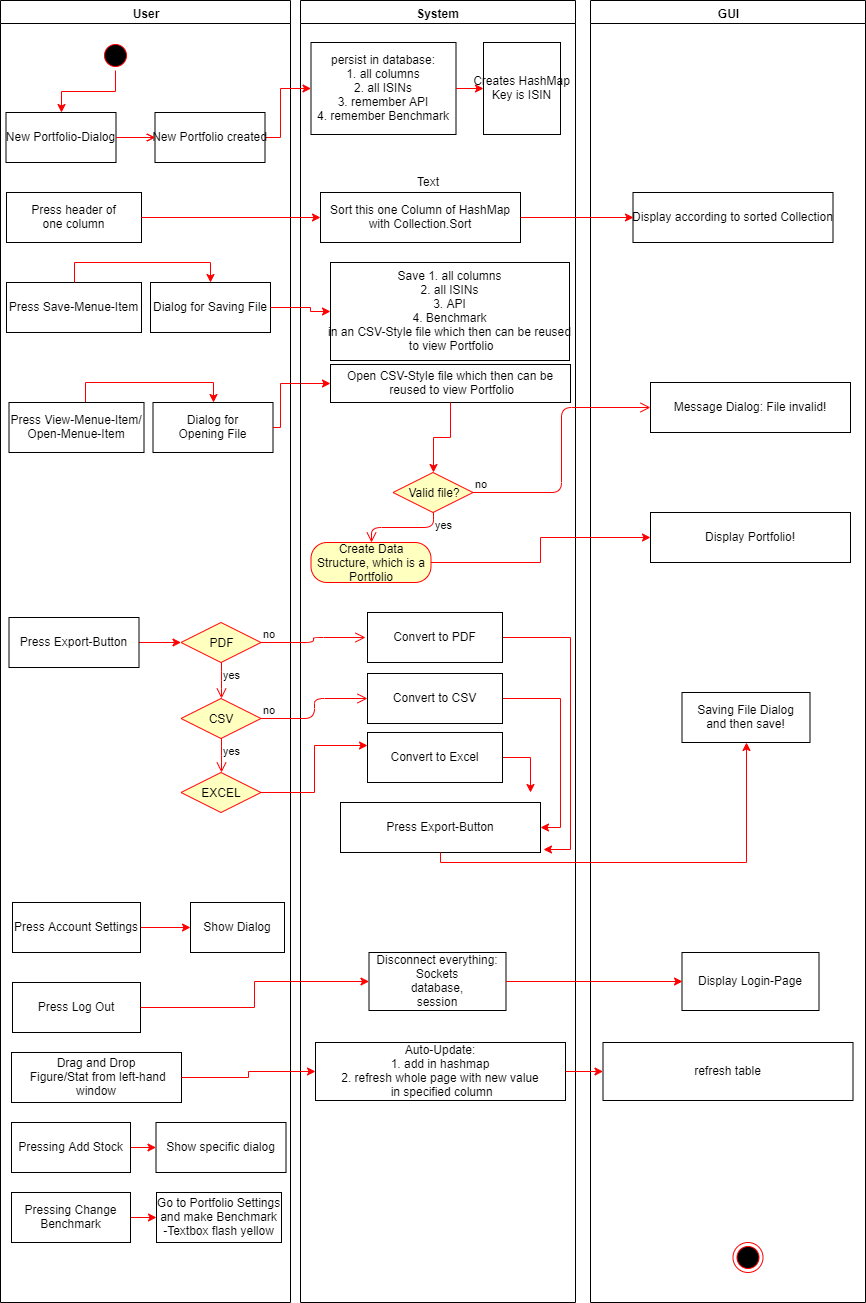 User
System
GUI
persist in database:
1. all columns
2. all ISINs
3. remember API
4. remember Benchmark
Creates HashMap
Key is ISIN
New Portfolio-Dialog
New Portfolio created
Text
Press header of
one column
Sort this one Column of HashMap
with Collection.Sort
Display according to sorted Collection
Press Save-Menue-Item
Dialog for Saving File
Save 1. all columns
2. all ISINs
3. API
4. Benchmark
in an CSV-Style file which then can be reused
to view Portfolio
Open CSV-Style file which then can be
reused to view Portfolio
Press View-Menue-Item/
Open-Menue-Item
Dialog for
Opening File
Message Dialog: File invalid!
Valid file?
no
yes
Create Data
Structure, which is a
Portfolio
Display Portfolio!
Press Export-Button
PDF
no
Convert to PDF
yes
CSV
no
Convert to CSV
Saving File Dialog
and then save!
yes
EXCEL
Convert to Excel
Press Export-Button
Press Account Settings
Show Dialog
Press Log Out
Disconnect everything:
Sockets
database,
session
Display Login-Page
Drag and Drop
Figure/Stat from left-hand
window
Auto-Update:
1. add in hashmap
2. refresh whole page with new value
in specified column
refresh table
Pressing Add Stock
Show specific dialog
Pressing Change
Benchmark
Go to Portfolio Settings
and make Benchmark
-Textbox flash yellow